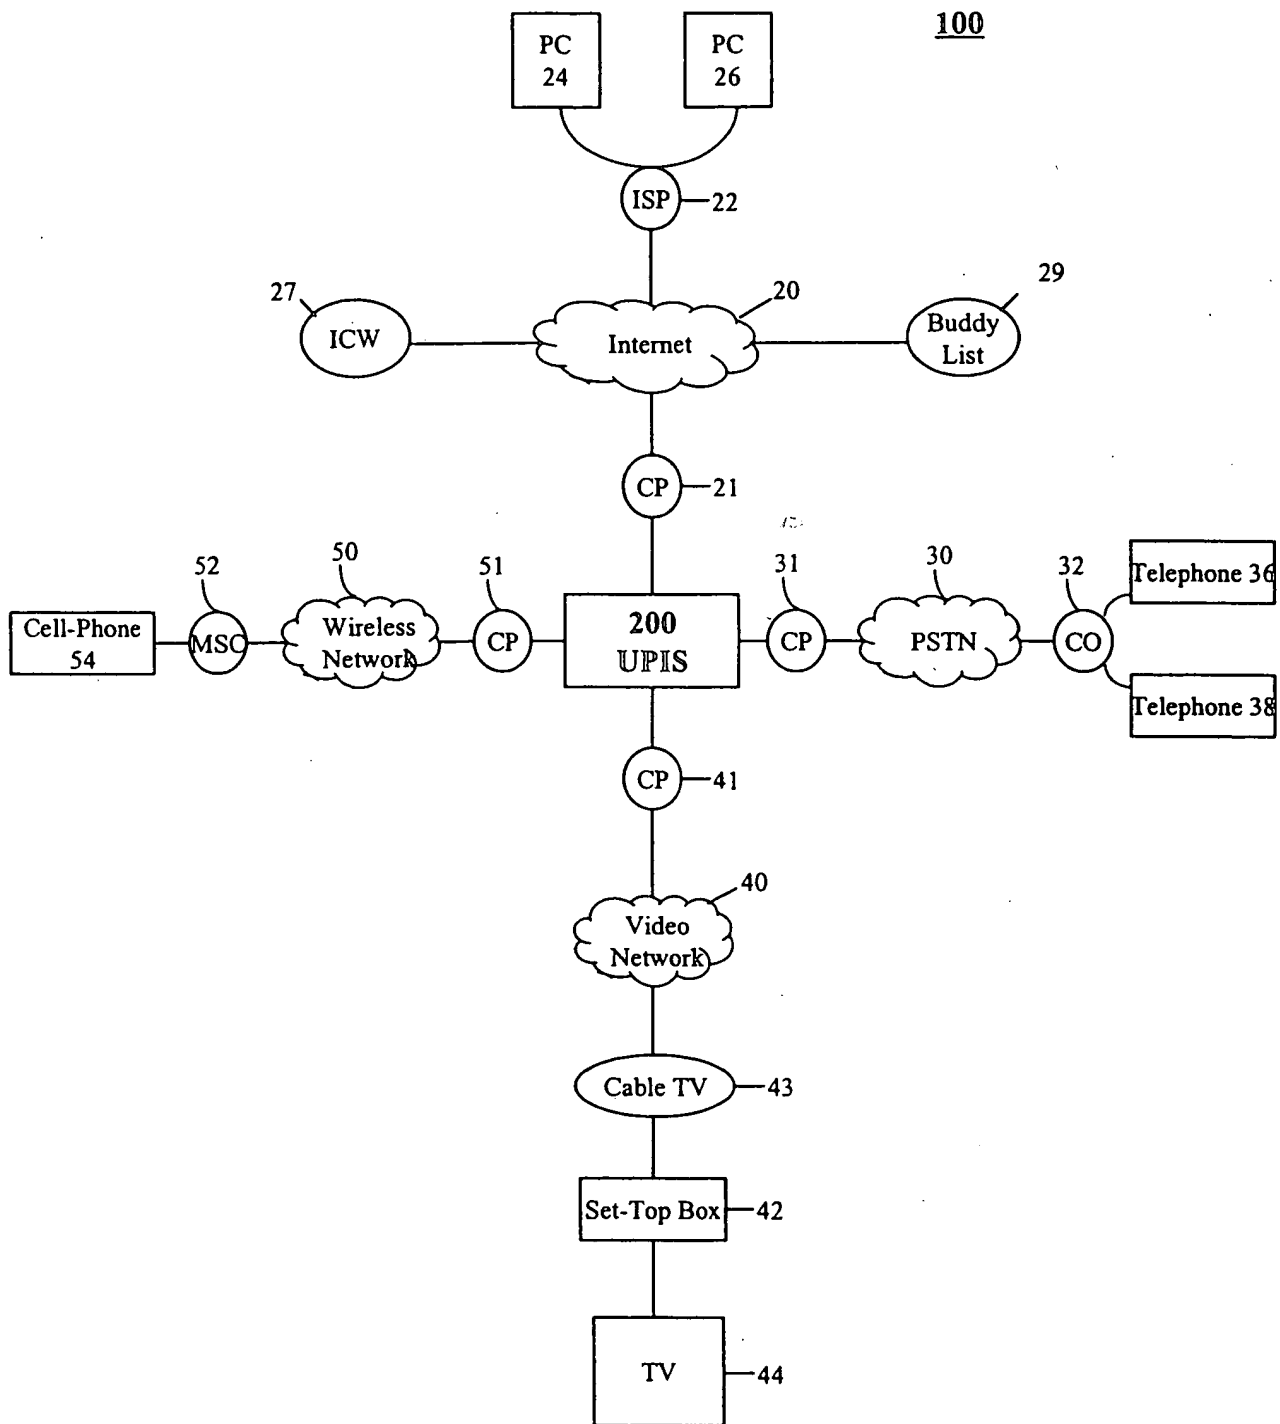 100
PC
24
PC
26
ISP
22
27
ICW
20
Internet
29
Buddy
List
CP
21
52
50
51
31
30
32
Cell-Phone
54
MSC
Wireless
Network
CP
200
UPIS
CP
PSTN
CO
Telephone 36
Telephone 38
CP
41
40
Video
Network
Cable TV
43
Set-Top Box
42
TV
44